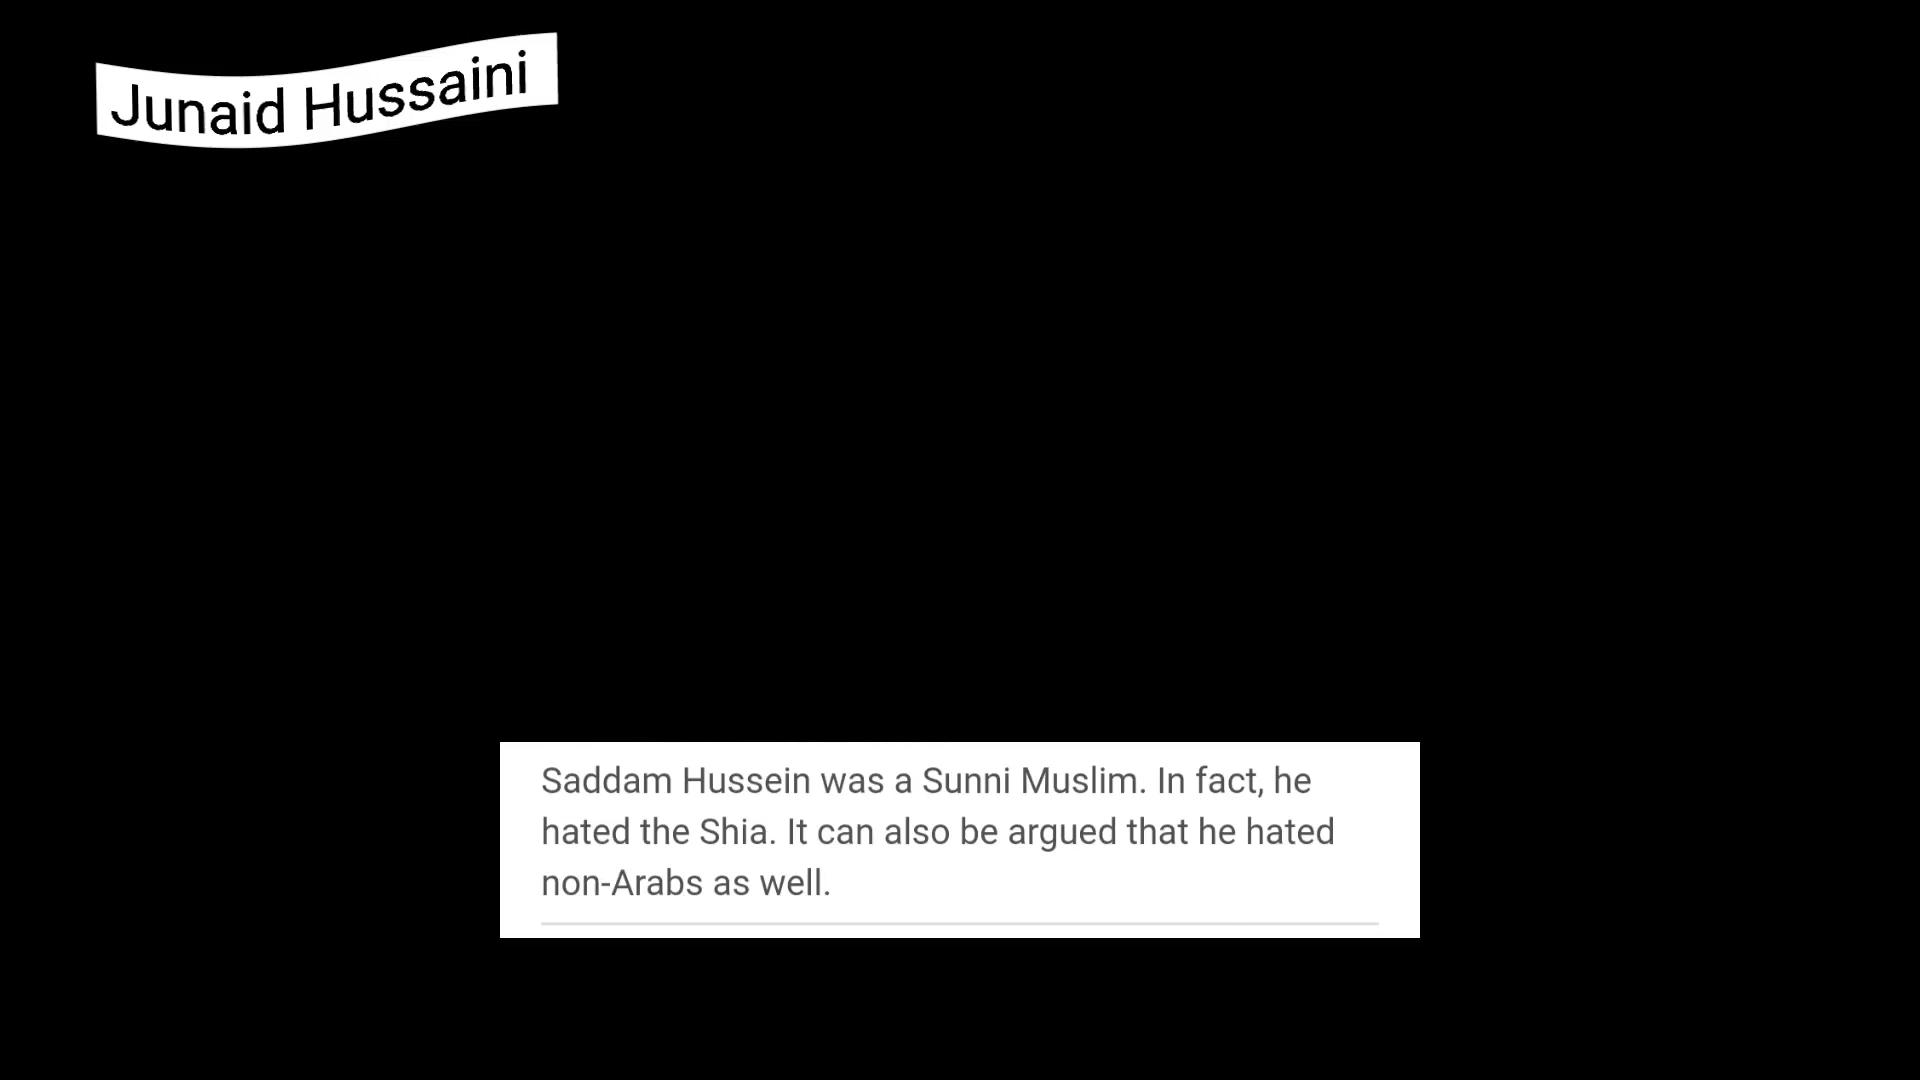 Junaid Hussaini
Saddam Hussein was a Sunni Muslim. In fact, he
hated the Shia. It can also be argued that he hated
non-Arabs as well.